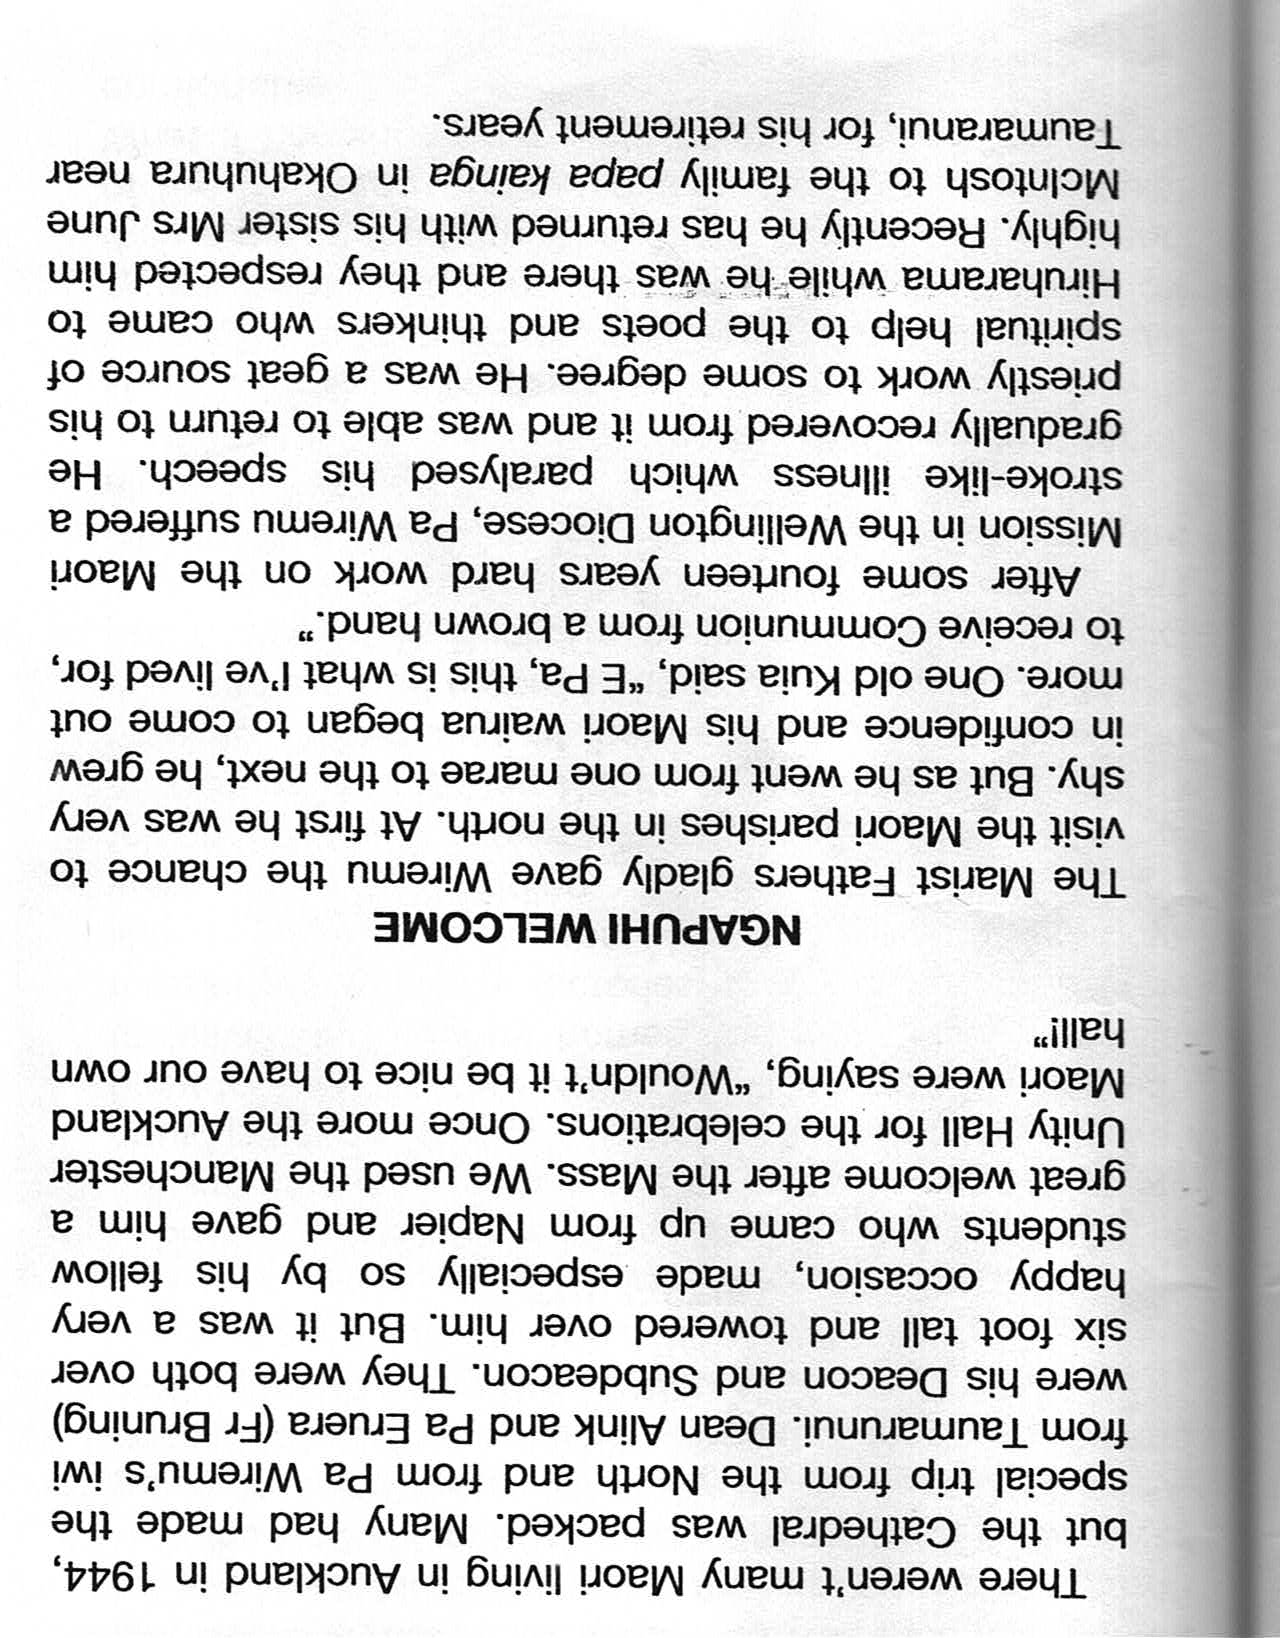 There weren't many Maori living in Auckland in 1944,
but the Cathedral was packed. Many had made the
special trip from the North and from Pa Wiremu's iwi
from Taumarunui. Dean Alink and Pa Eruera (Fr Bruning)
were his Deacon and Subdeacon. They were both over
six foot tall and towered over him. But it was a very
happy occasion, made especially so by his fellow
students who came up from Napier and gave him a
great welcome after the Mass. We used the Manchester
Unity Hall for the celebrations. Once more the Auckland
Maori were saying, “Wouldn't it be nice to have our own
hall!”
NGAPUHI WELCOME
The Marist Fathers gladly gave Wiremu the chance to
visit the Maori parishes in the north. At first he was very
shy. But as he went from one marae to the next, he grew
in confidence and his Maori wairua began to come out
more. One old Kuia said, “E Pa, this is what I've lived for,
to receive Communion from a brown hand.”
After some fourteen years hard work on the Maori
Mission in the Wellington Diocese, Pa Wiremu suffered a
stroke-like illness which paralysed his speech. He
gradually recovered from it and was able to return to his
priestly work to some degree. He was a geat source of
spiritual help to the poets and thinkers who came to
Hiruharama while he was there and they respected him
highly. Recently he has returned with his sister Mrs June
McIntosh to the family papa kainga in Okahuhura near
Taumaranui, for his retirement years.